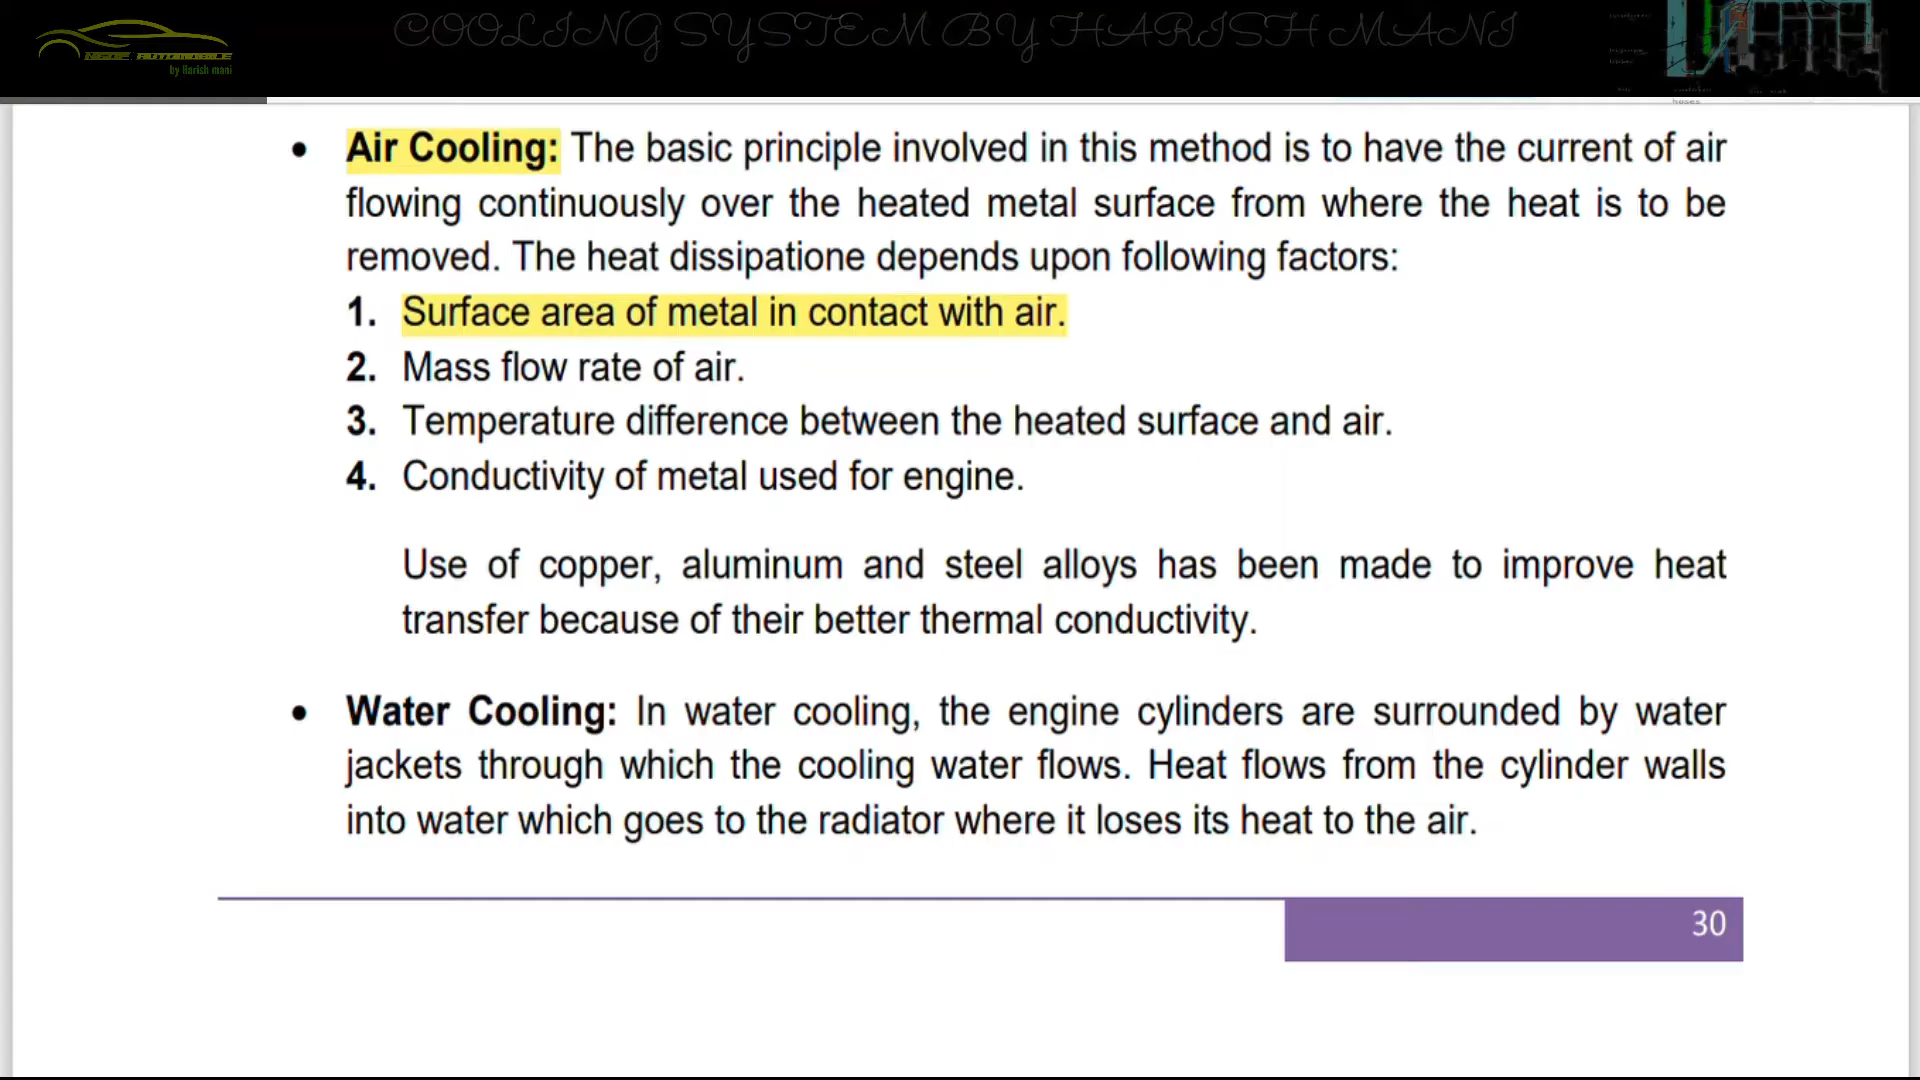 COOLING SYSTEM BY HARISH MANI
by Harish mani
hoses
• Air Cooling: The basic principle involved in this method is to have the current of air
flowing continuously over the heated metal surface from where the heat is to be
removed. The heat dissipatione depends upon following factors:
1. Surface area of metal in contact with air.
2. Mass flow rate of air.
3. Temperature difference between the heated surface and air.
4. Conductivity of metal used for engine.
Use of copper, aluminum and steel alloys has been made to improve heat
transfer because of their better thermal conductivity.
• Water Cooling: In water cooling, the engine cylinders are surrounded by water
jackets through which the cooling water flows. Heat flows from the cylinder walls
into water which goes to the radiator where it loses its heat to the air.
30